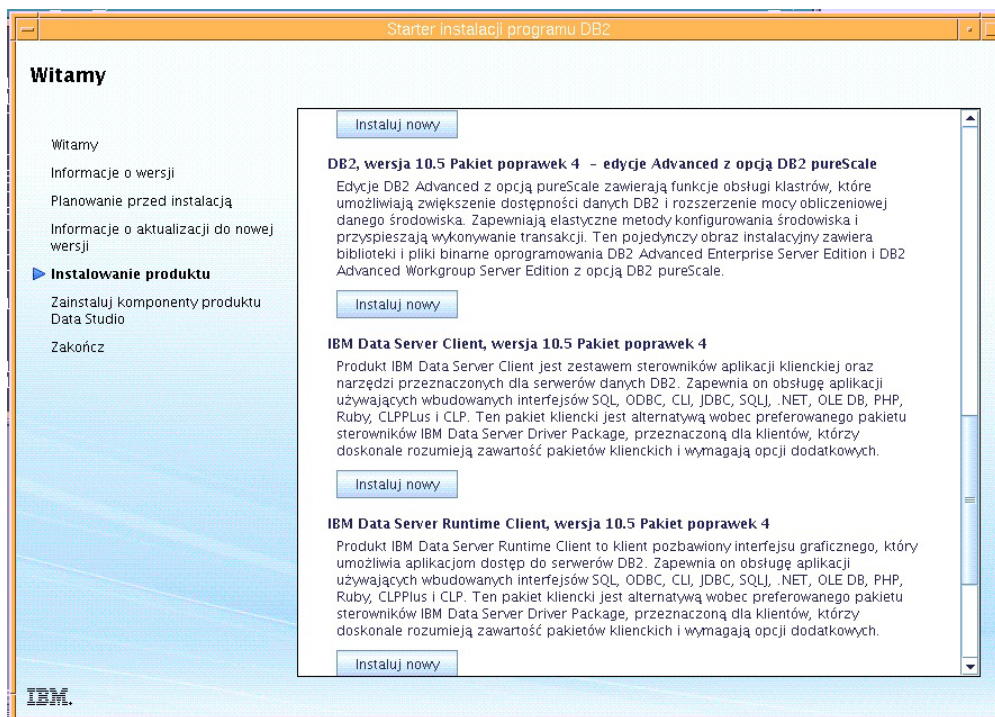 Starter instalacji programu DB2
Witamy
Witamy
Informacje o wersji
Planowanie przed instalacją
Informacje o aktualizacji do nowej
wersji
Instalowanie produktu
Zainstaluj komponenty produktu
Data Studio
Zakończ
Instaluj nowy
DB2, wersja 10.5 Pakiet poprawek 4 - edycje Advanced z opcją DB2 pureScale
Edycje DB2 Advanced z opcją pureScale zawierają funkcje obsługi klastrów, które
umożliwiają zwiększenie dostępności danych DB2 i rozszerzenie mocy obliczeniowej
danego środowiska. Zapewniają elastyczne metody konfigurowania środowiska i
przyspieszają wykonywanie transakcji. Ten pojedynczy obraz instalacyjny zawiera
biblioteki i pliki binarne oprogramowania DB2 Advanced Enterprise Server Edition i DB2
Advanced Workgroup Server Edition z opcją DB2 pureScale.
Instaluj nowy
IBM Data Server Client, wersja 10.5 Pakiet poprawek 4
Produkt IBM Data Server Client jest zestawem sterowników aplikacji klienckiej oraz
narzędzi przeznaczonych dla serwerów danych DB2. Zapewnia on obsługę aplikacji
używających wbudowanych interfejsów SQL, ODBC, CLI, JDBC, SQLJ, .NET, OLE DB, PHP,
Ruby, CLPPLus i CLP. Ten pakiet kliencki jest alternatywą wobec preferowanego pakietu
sterowników IBM Data Server Driver Package, przeznaczoną dla klientów, którzy
doskonale rozumieją zawartość pakietów klienckich i wymagają opcji dodatkowych.
Instaluj nowy
IBM Data Server Runtime Client, wersja 10.5 Pakiet poprawek 4
Produkt IBM Data Server Runtime Client to klient pozbawiony interfejsu graficznego, który
umożliwia aplikacjom dostęp do serwerów DB2. Zapewnia on obsługę aplikacji
używających wbudowanych interfejsów SQL, ODBC, CLI, JDBC, SQLJ, .NET, OLE DB, PHP,
Ruby, CLPPlus i CLP. Ten pakiet kliencki jest alternatywą wobec preferowanego pakietu
sterowników IBM Data Server Driver Package, przeznaczoną dla klientów, którzy
doskonale rozumieją zawartość pakietów klienckich i wymagają opcji dodatkowych.
Instaluj nowy
IBM.